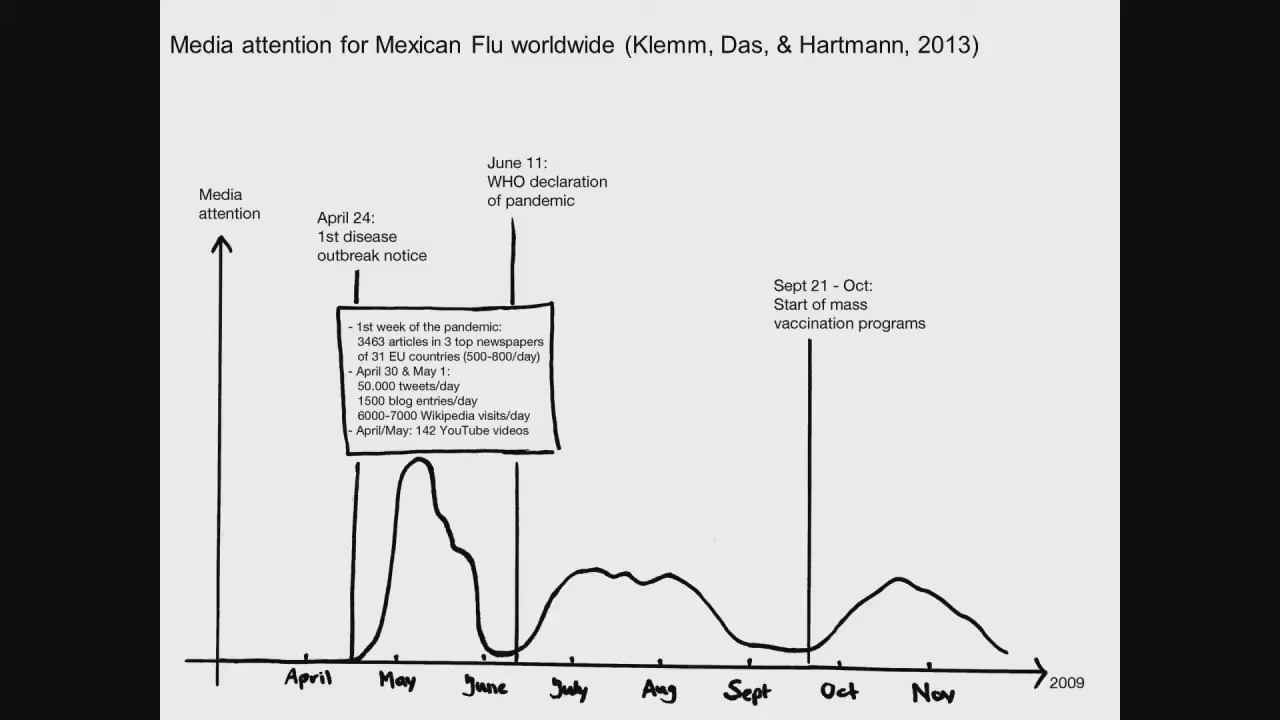 Media attention for Mexican Flu worldwide (Klemm, Das, & Hartmann, 2013)
Media
attention
April 24:
1st disease
outbreak notice
June 11:
WHO declaration
of pandemic
Sept 21 - Oct:
Start of mass
vaccination programs
- 1st week of the pandemic:
3463 articles in 3 top newspapers
of 31 EU countries (500-800/day)
- April 30 & May 1:
50.000 tweets/day
1500 blog entries/day
6000-7000 Wikipedia visits/day
- April/May: 142 YouTube videos
April May June July Aug Sept Oct Nov 2009